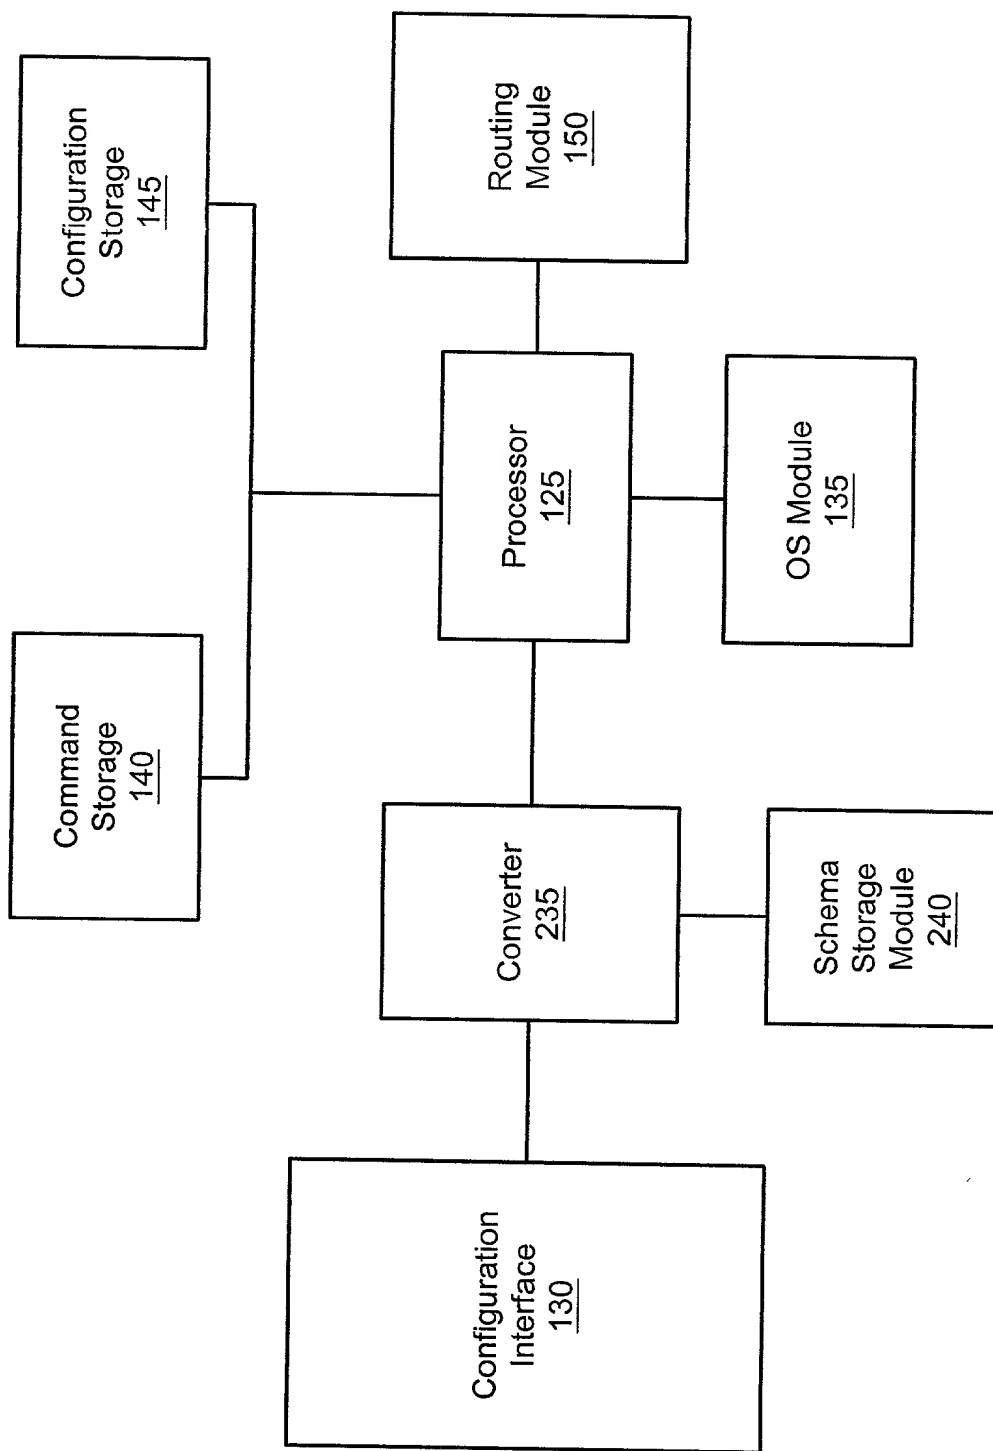 Command
Storage
140
Configuration
Storage
145
Configuration
Interface
130
Converter
235
Processor
125
Routing
Module
150
Schema
Storage
Module
240
OS Module
135